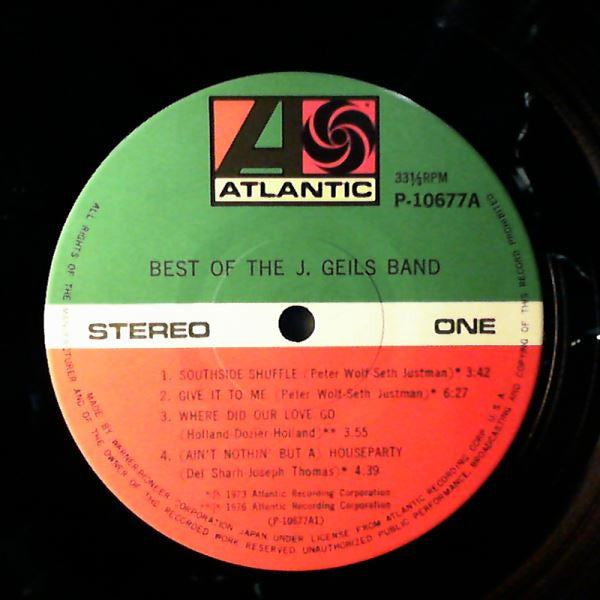 ATLANTIC
33⅓RPM
P-10677A
BEST OF THE J. GEILS BAND
STEREO
ONE
1. SOUTHSIDE SHUFFLE (Peter Wolf-Seth Justman)* 3:42
2. GIVE IT TO ME (Peter Wolf-Seth Justman)* 6:27
3. WHERE DID OUR LOVE GO
(Holland-Dozier-Holland)** 3.55
4. (AIN'T NOTHIN' BUT A) HOUSEPARTY
(Del Sharh-Joseph Thomas)* 4.39
*Ⓟ 1973 Atlantic Recording Corporation
**Ⓟ 1976 Atlantic Recording Corporation
(P-10677A1)
ALL RIGHTS OF THE MANUFACTURER AND OF THE OWNER OF THE RECORDED WORK RESERVED. UNAUTHORIZED PUBLIC PERFORMANCE, BROADCASTING AND COPYING OF THIS RECORD PROHIBITED
MADE BY WARNER-PIONEER CORPORATION JAPAN, UNDER LICENSE FROM ATLANTIC RECORDING CORP. U.S.A.